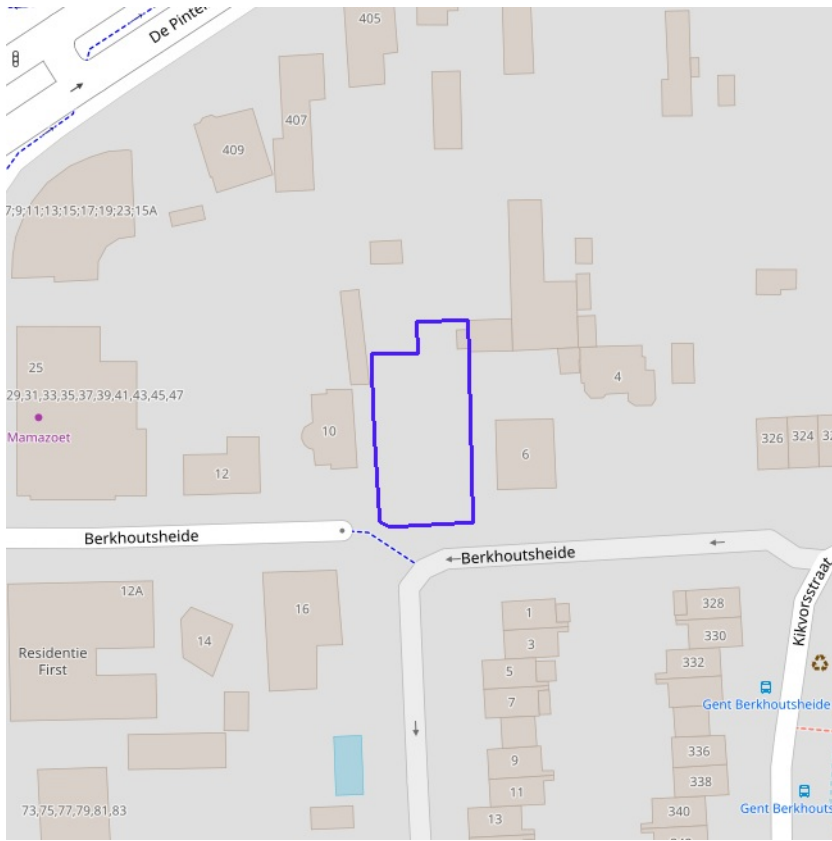 405
De Pintel
407
409
7;9;11;13;15;17;19;23;15A
25
29,31,33,35,37,39,41,43,45,47
Mamazoet
4
10
12
6
326
324
32
Berkhoutsheide
Berkhoutsheide
Kikvorsstraat
12A
16
14
Residentie
First
1
3
5
7
9
11
13
328
330
332
336
338
340
Gent Berkhoutsheide
Gent Berkhouts
73,75,77,79,81,83